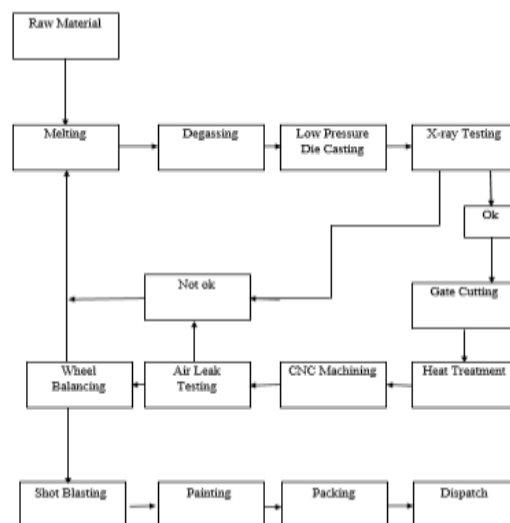 Raw Material
Melting
Degassing
Low Pressure
Die Casting
X-ray Testing
Ok
Not ok
Gate Cutting
Wheel
Balancing
Air Leak
Testing
CNC Machining
Heat Treatment
Shot Blasting
Painting
Packing
Dispatch